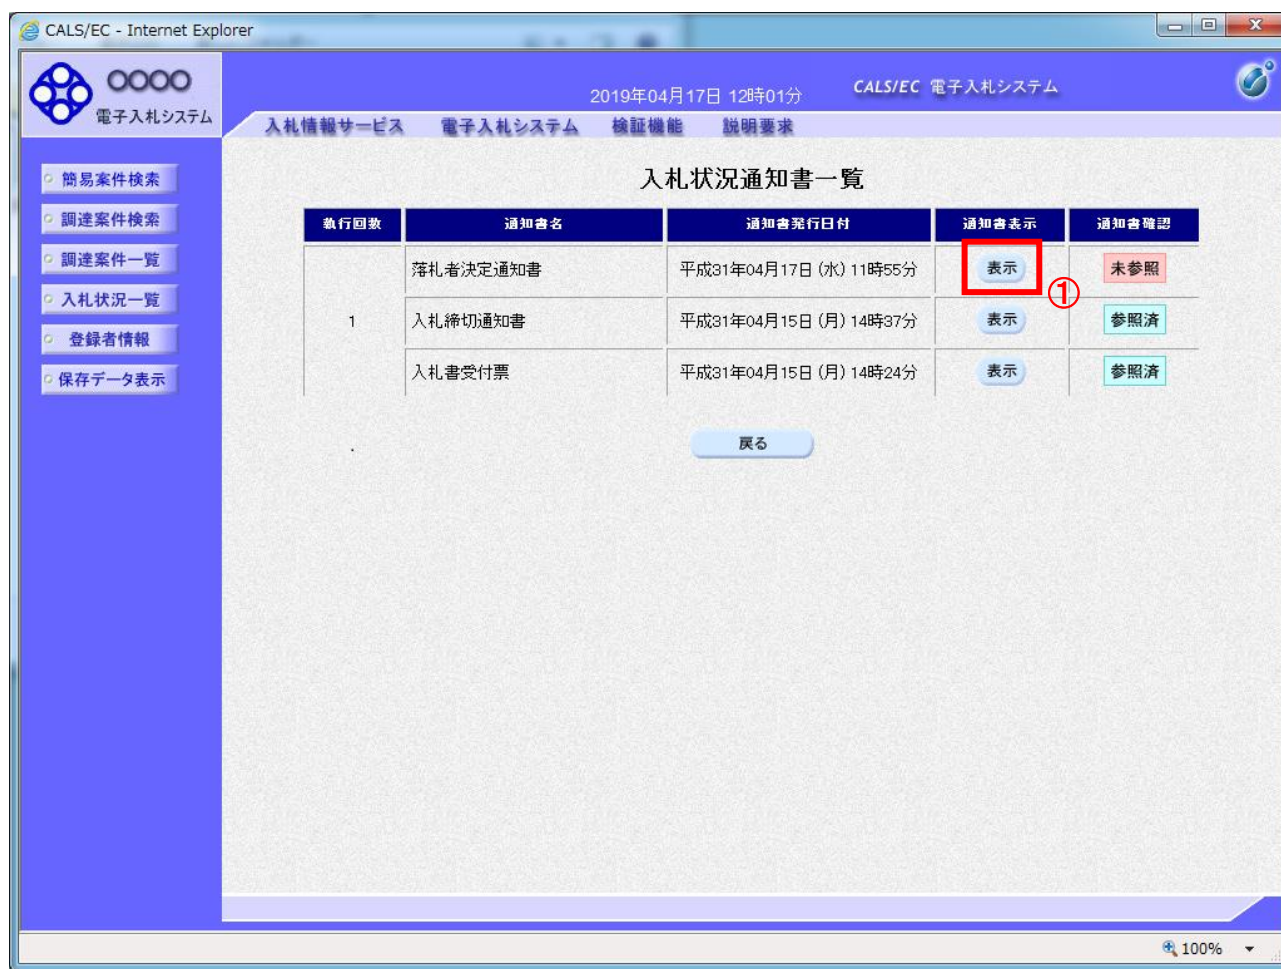 CALS/EC - Internet Explorer
〇〇〇〇
電子入札システム
2019年04月17日 12時01分
CALS/EC 電子入札システム
入札情報サービス 電子入札システム 検証機能 説明要求
簡易案件検索
調達案件検索
調達案件一覧
入札状況一覧
登録者情報
保存データ表示
入札状況通知書一覧
執行回数 通知書名 通知書発行日付 通知書表示 通知書確認
落札者決定通知書 平成31年04月17日(水) 11時55分 表示 未参照
①
1 入札締切通知書 平成31年04月15日(月) 14時37分 表示 参照済
入札書受付票 平成31年04月15日(月) 14時24分 表示 参照済
. 戻る
100%